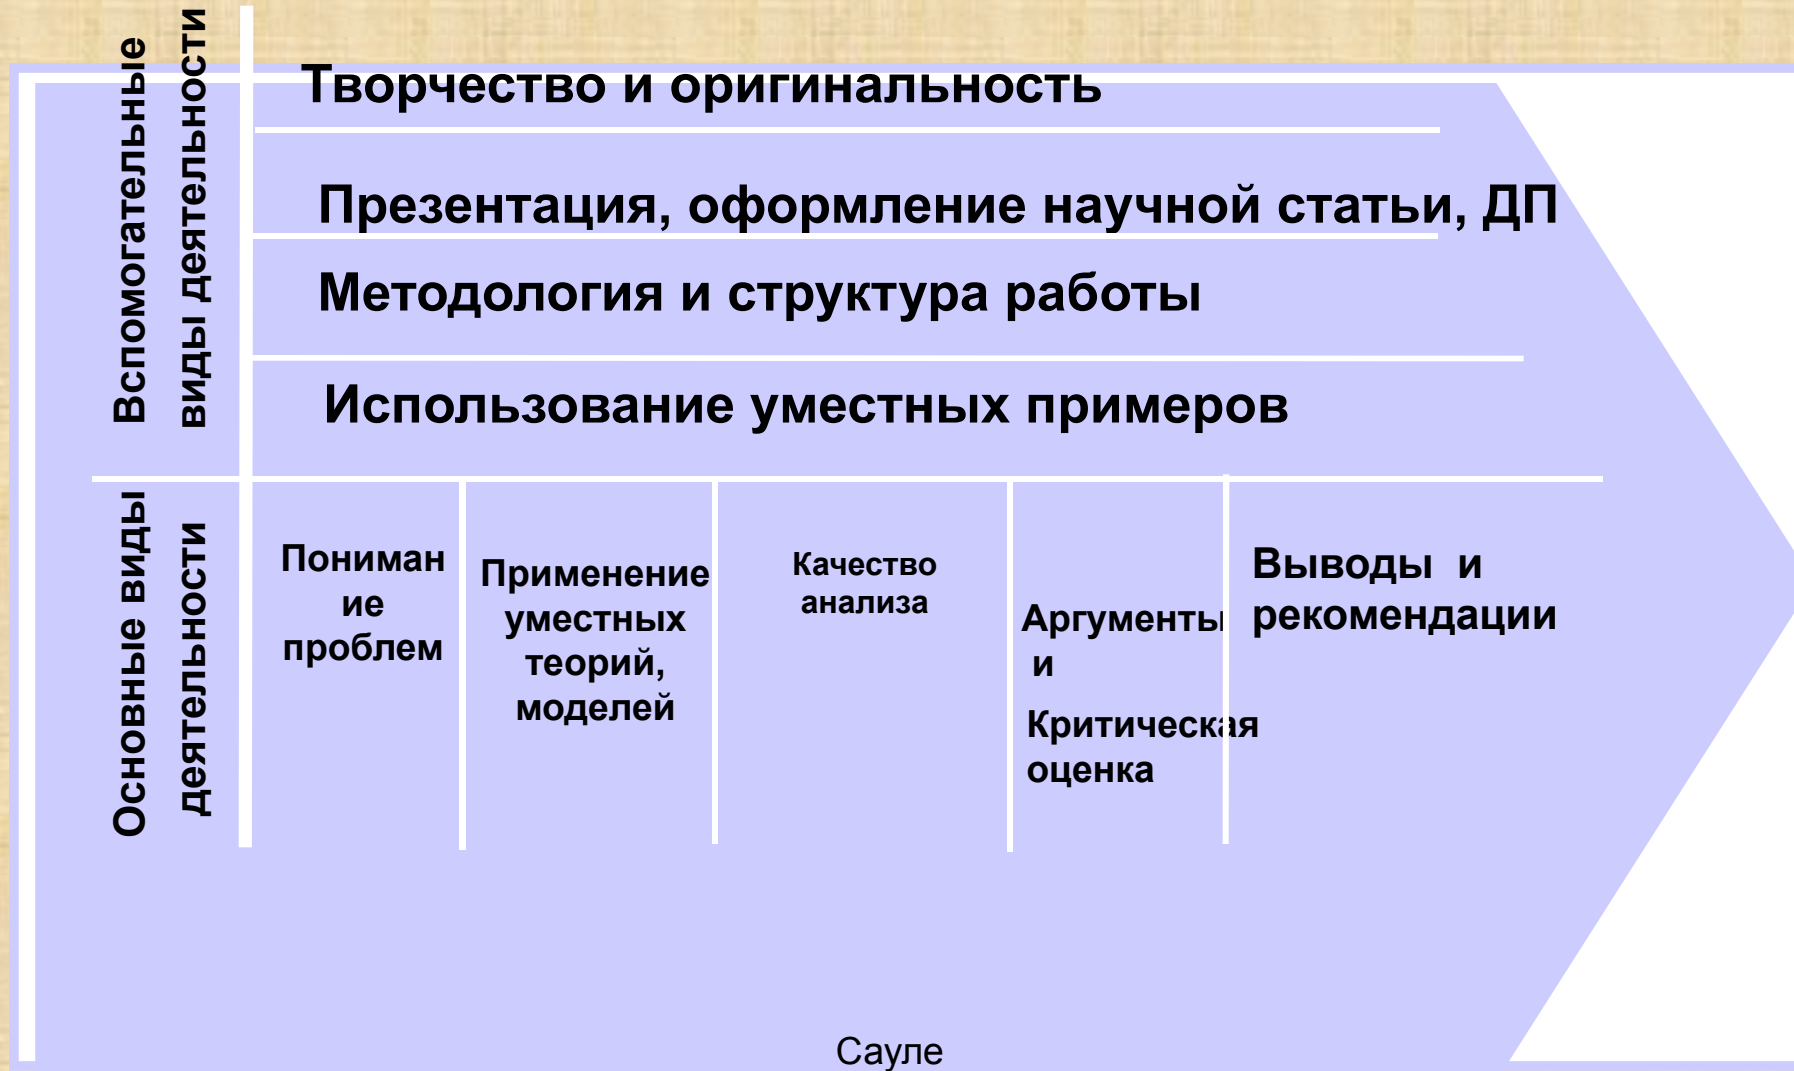 Вспомогательные
виды деятельности
Творчество и оригинальность
Презентация, оформление научной статьи, ДП
Методология и структура работы
Использование уместных примеров
Основные виды
деятельности
Пониман
ие
проблем
Применение
уместных
теорий,
моделей
Качество
анализа
Аргументы
и
Критическая
оценка
Выводы и
рекомендации
Сауле